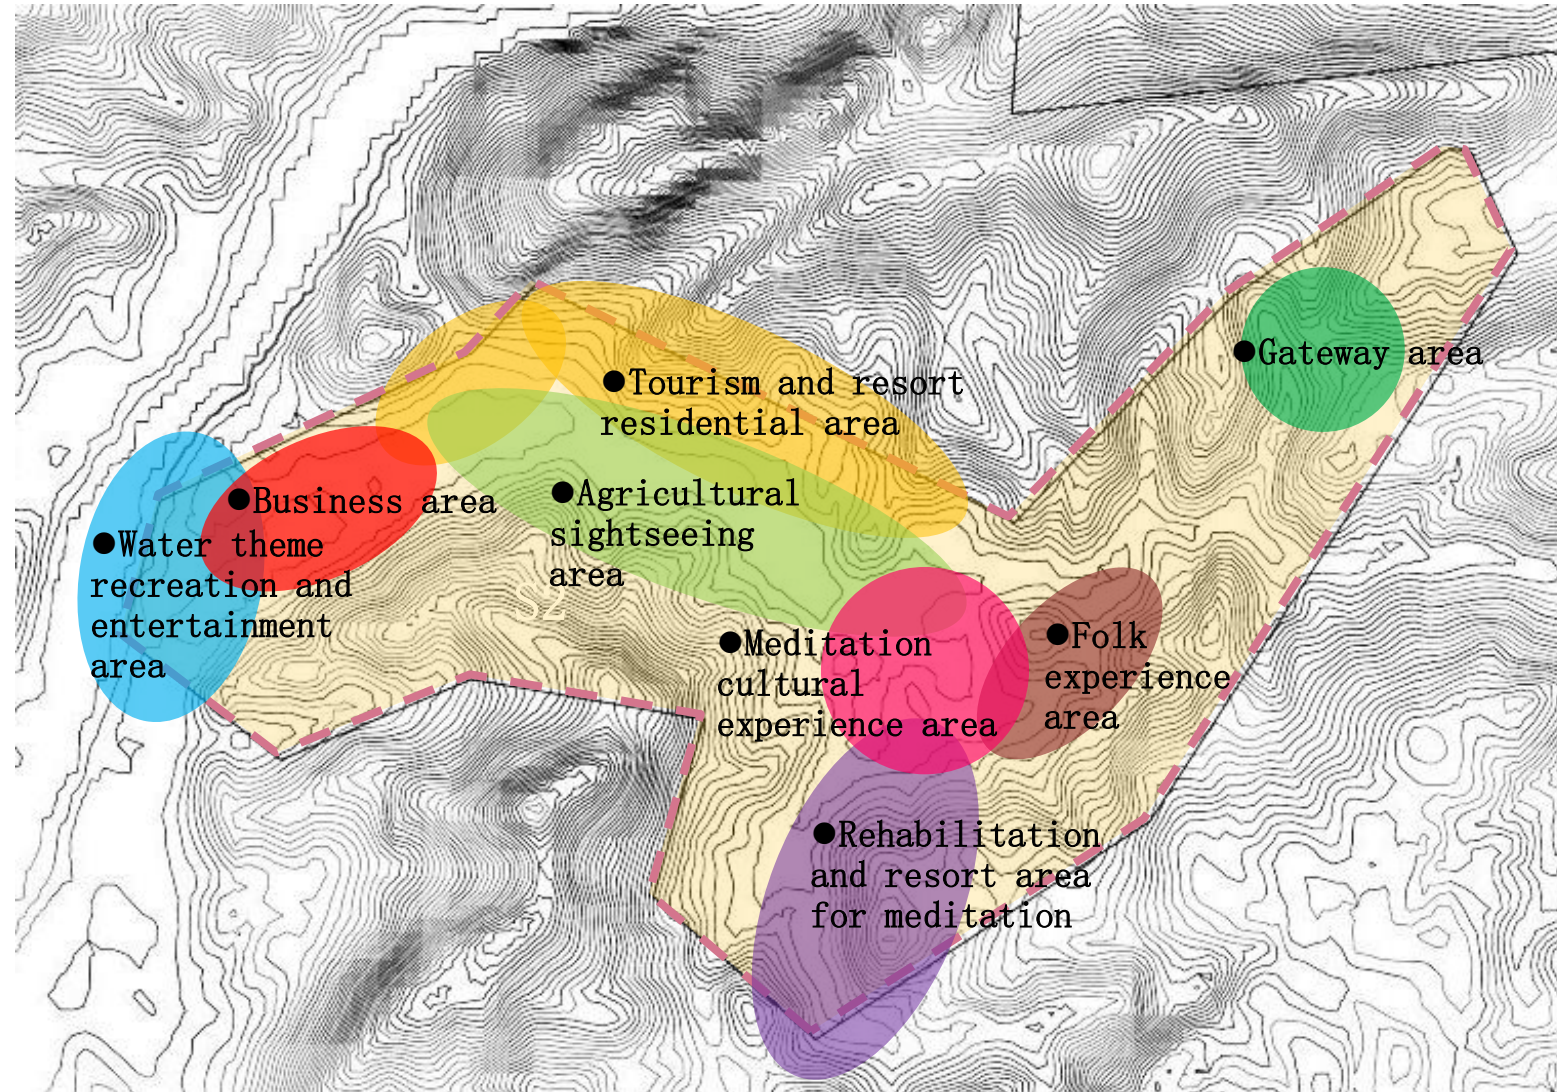 ●Gateway area
●Tourism and resort
residential area
●Agricultural
sightseeing
area
●Business area
●Water theme
recreation and
entertainment
area
S2
●Meditation
cultural
experience area
●Folk
experience
area
●Rehabilitation
and resort area
for meditation